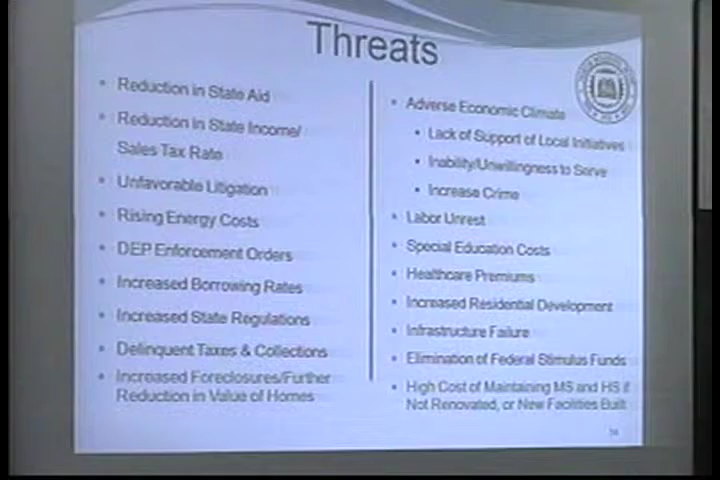 Threats
• Reduction in State Aid
• Reduction in State Income/
Sales Tax Rate
• Unfavorable Litigation
• Rising Energy Costs
• DEP Enforcement Orders
• Increased Borrowing Rates
• Increased State Regulations
• Delinquent Taxes & Collections
• Increased Foreclosures/Further
Reduction in Value of Homes
• Adverse Economic Climate
• Lack of Support of Local Initiatives
• Inability/Unwillingness to Serve
• Increase Crime
• Labor Unrest
• Special Education Costs
• Healthcare Premiums
• Increased Residential Development
• Infrastructure Failure
• Elimination of Federal Stimulus Funds
• High Cost of Maintaining MS and HS if
Not Renovated, or New Facilities Built